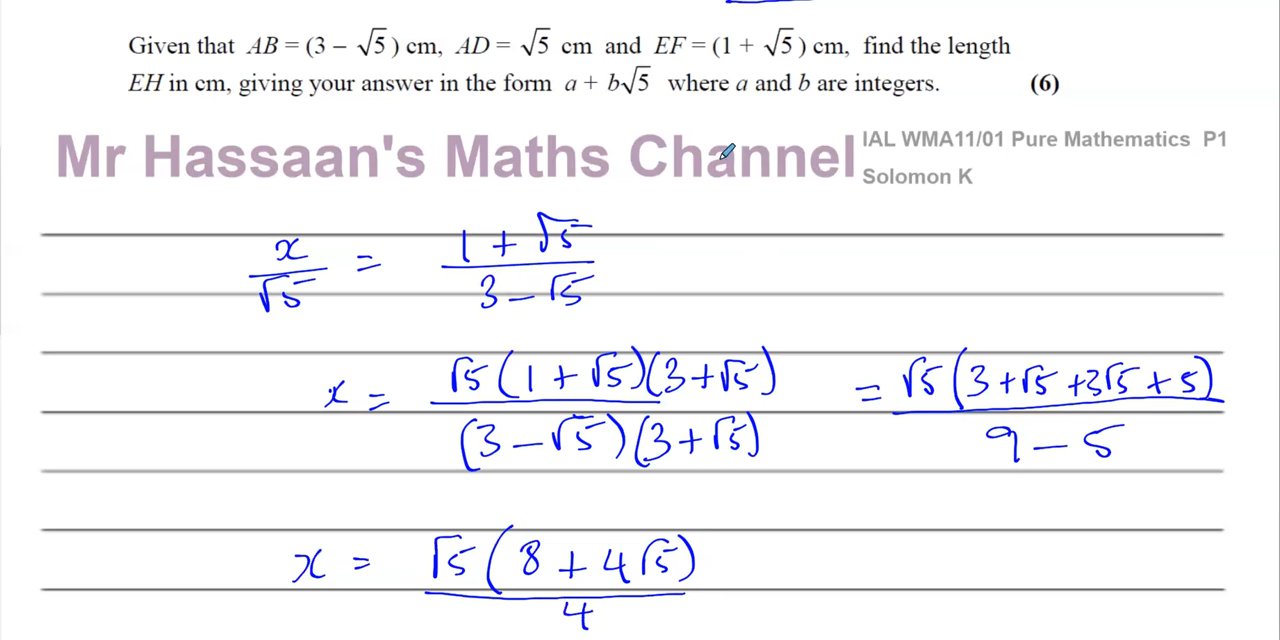 Given that AB = (3 − √5) cm, AD = √5 cm and EF = (1 + √5) cm, find the length
EH in cm, giving your answer in the form a + b√5 where a and b are integers. (6)
Mr Hassaan's Maths Channel
IAL WMA11/01 Pure Mathematics P1
Solomon K
x/√5 = (1 + √5)/(3 − √5)
x = √5(1 + √5)(3 + √5)/(3 − √5)(3 + √5) = √5(3 + √5 + 3√5 + 5)/9 − 5
x = √5(8 + 4√5)/4